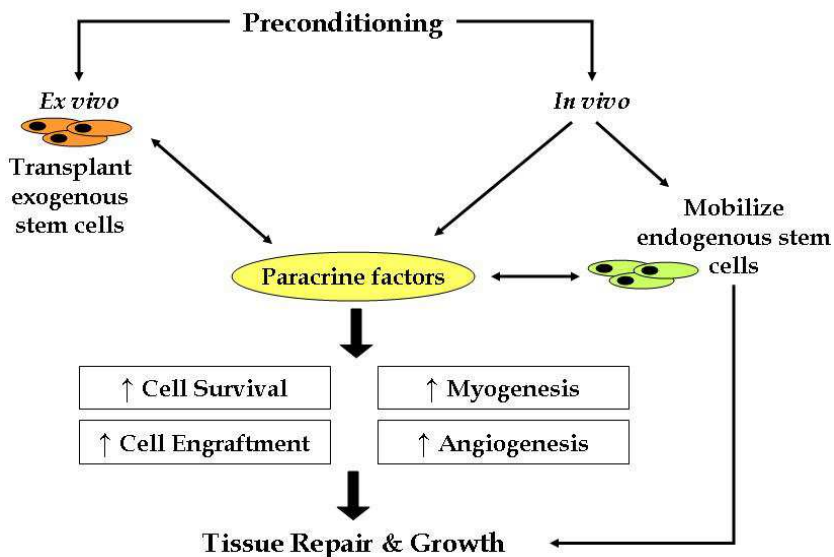 Preconditioning
Ex vivo
Transplant
exogenous
stem cells
In vivo
Mobilize
endogenous stem
cells
Paracrine factors
↑ Cell Survival
↑ Myogenesis
↑ Cell Engraftment
↑ Angiogenesis
Tissue Repair & Growth